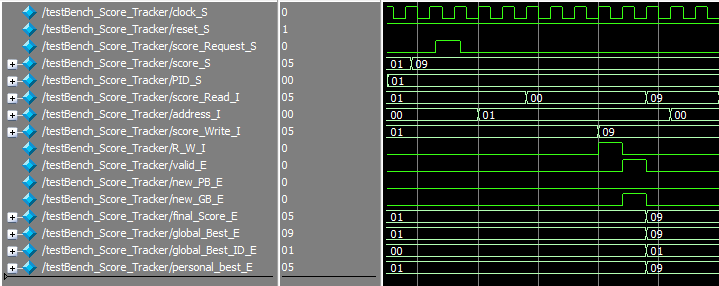 /testBench_Score_Tracker/clock_S 0
/testBench_Score_Tracker/reset_S 1
/testBench_Score_Tracker/score_Request_S 0
/testBench_Score_Tracker/score_S 05 01 09
/testBench_Score_Tracker/PID_S 00 01
/testBench_Score_Tracker/score_Read_I 05 01 00 09
/testBench_Score_Tracker/address_I 00 00 01 00
/testBench_Score_Tracker/score_Write_I 05 01 09
/testBench_Score_Tracker/R_W_I 0
/testBench_Score_Tracker/valid_E 0
/testBench_Score_Tracker/new_PB_E 0
/testBench_Score_Tracker/new_GB_E 0
/testBench_Score_Tracker/final_Score_E 05 01 09
/testBench_Score_Tracker/global_Best_E 09 01 09
/testBench_Score_Tracker/global_Best_ID_E 01 00 01
/testBench_Score_Tracker/personal_best_E 05 01 09